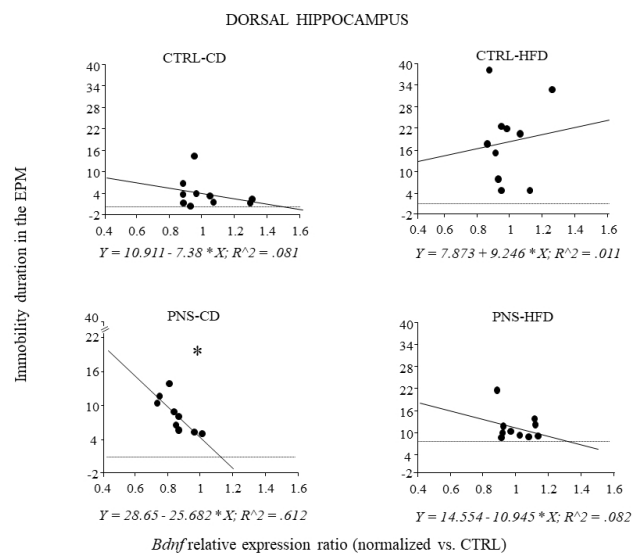 DORSAL HIPPOCAMPUS
Immobility duration in the EPM
CTRL-CD
40
34
28
22
16
10
4
-2
0.4 0.6 0.8 1 1.2 1.4 1.6
Y = 10.911 - 7.38 * X; R^2 = .081
CTRL-HFD
40
34
28
22
16
10
4
-2
0.4 0.6 0.8 1 1.2 1.4 1.6
Y = 7.873 + 9.246 * X; R^2 = .011
PNS-CD
*
40
22
16
10
4
-2
0.4 0.6 0.8 1 1.2 1.4 1.6
Y = 28.65 - 25.682 * X; R^2 = .612
PNS-HFD
40
28
22
16
10
4
-2
0.4 0.6 0.8 1 1.2 1.4 1.6
Y = 14.554 - 10.945 * X; R^2 = .082
Bdnf relative expression ratio (normalized vs. CTRL)